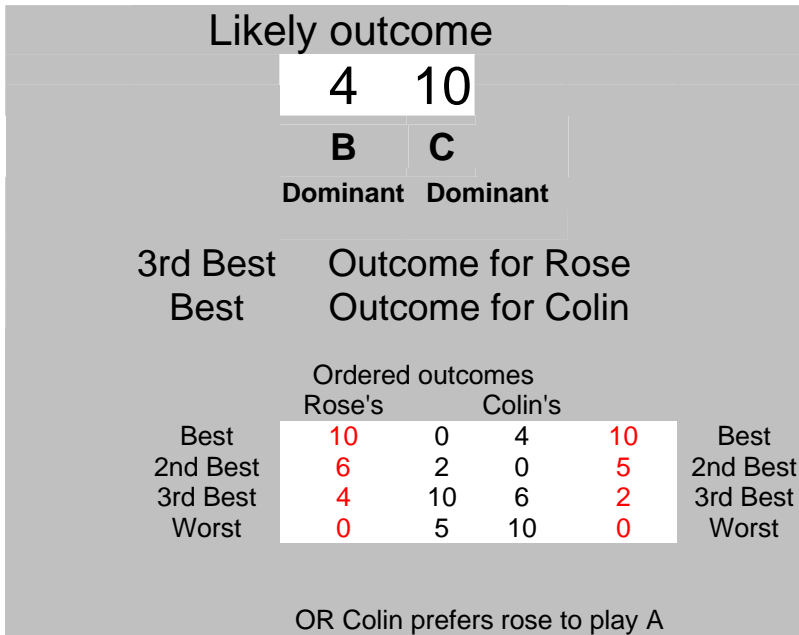 Likely outcome
4 10
B C
Dominant Dominant
3rd Best Outcome for Rose
Best Outcome for Colin
Ordered outcomes
Rose's Colin's
Best 10 0 4 10 Best
2nd Best 6 2 0 5 2nd Best
3rd Best 4 10 6 2 3rd Best
Worst 0 5 10 0 Worst
OR Colin prefers rose to play A